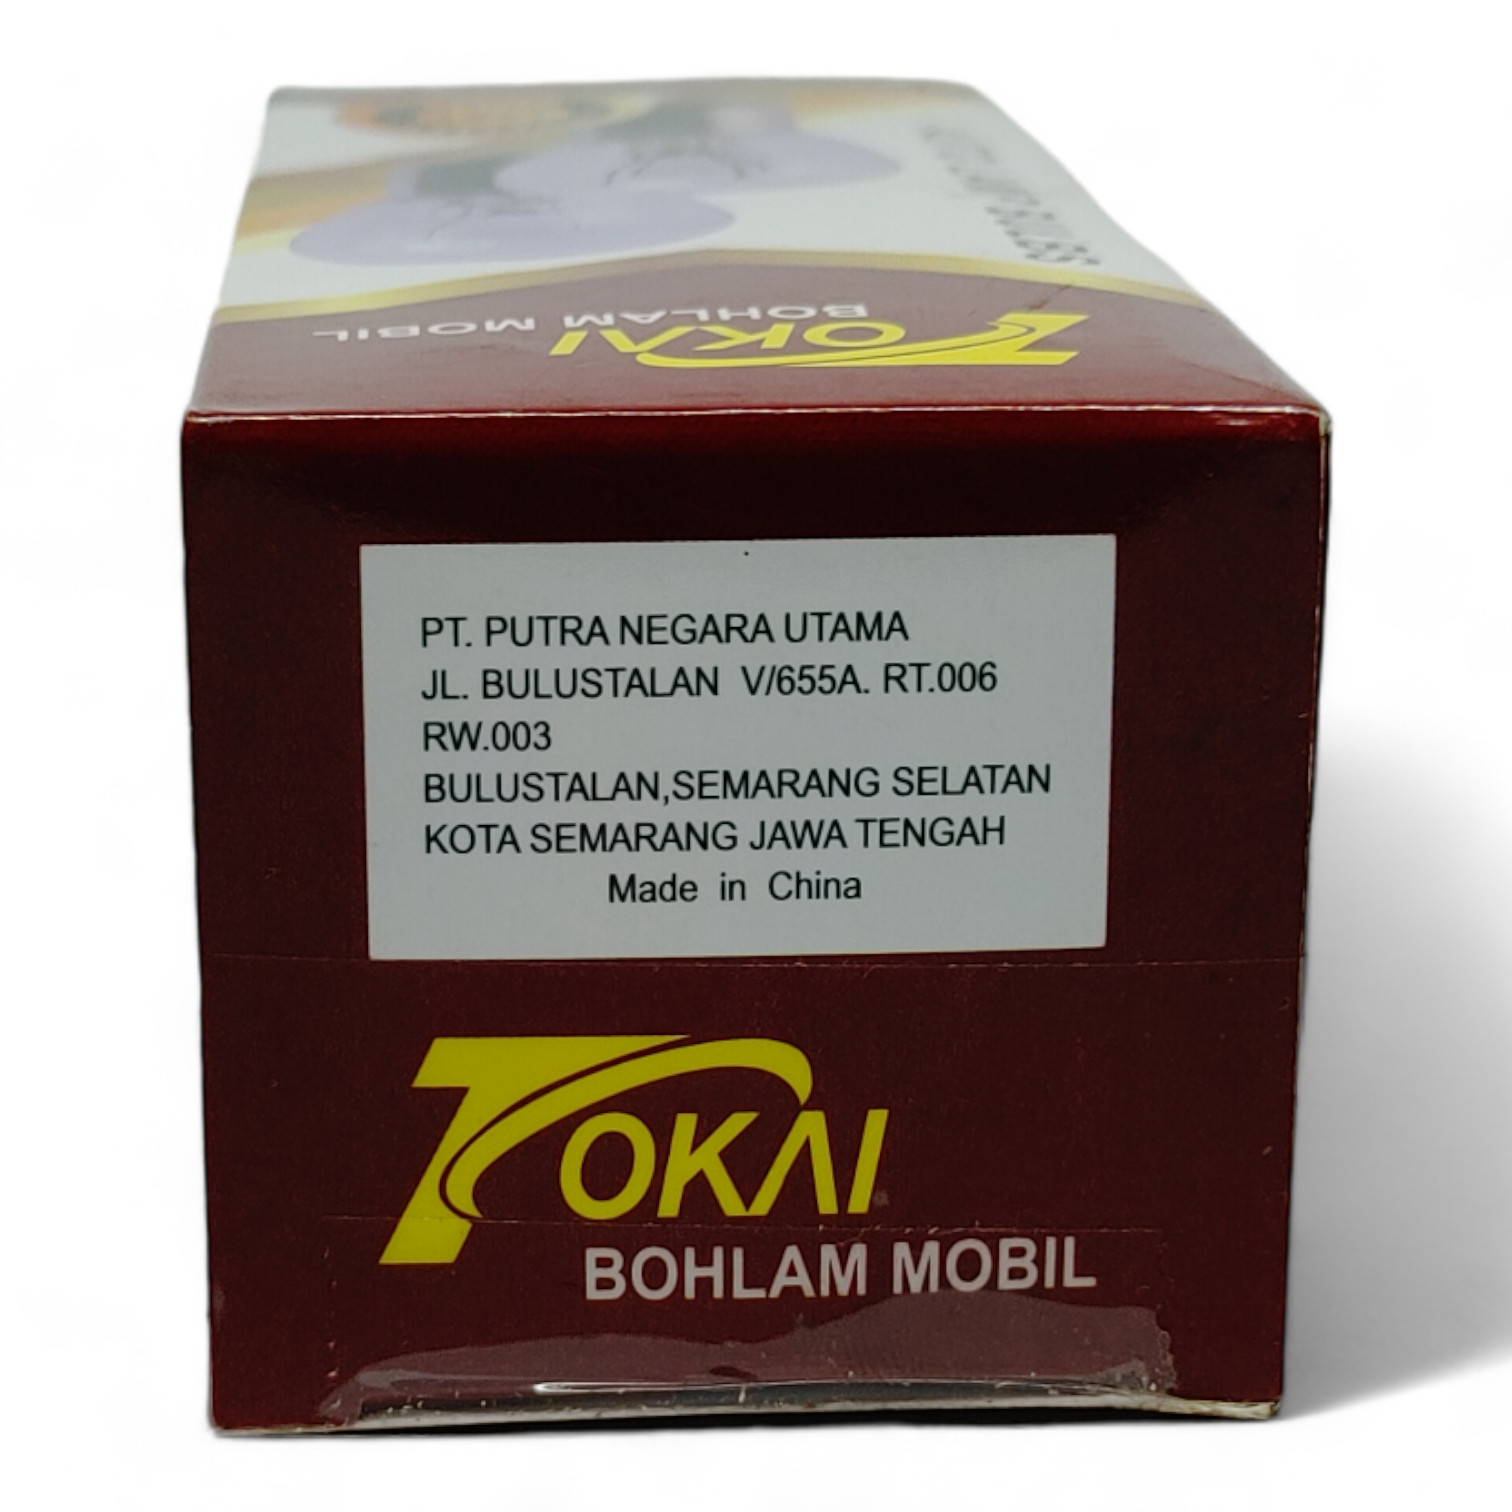 TOKAI
BOHLAM MOBIL
PT. PUTRA NEGARA UTAMA
JL. BULUSTALAN V/655A. RT.006
RW.003
BULUSTALAN,SEMARANG SELATAN
KOTA SEMARANG JAWA TENGAH
Made in China
TOKAI
BOHLAM MOBIL